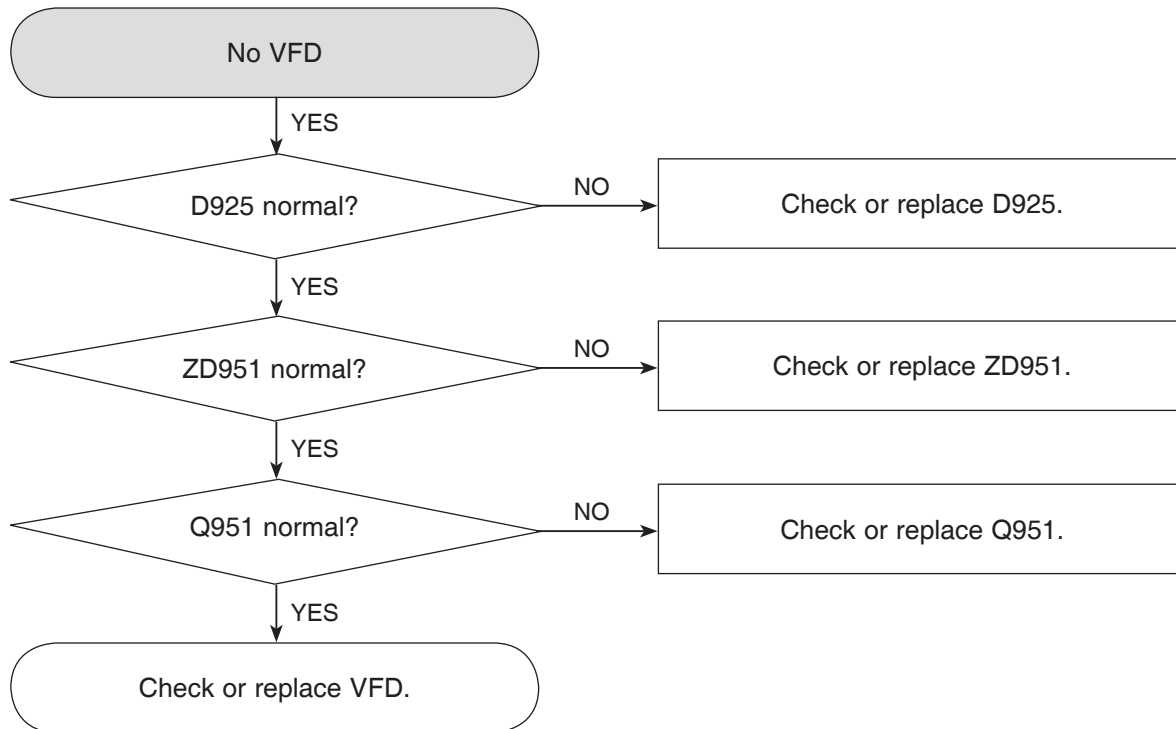 No VFD
YES
D925 normal?
NO
Check or replace D925.
YES
ZD951 normal?
NO
Check or replace ZD951.
YES
Q951 normal?
NO
Check or replace Q951.
YES
Check or replace VFD.